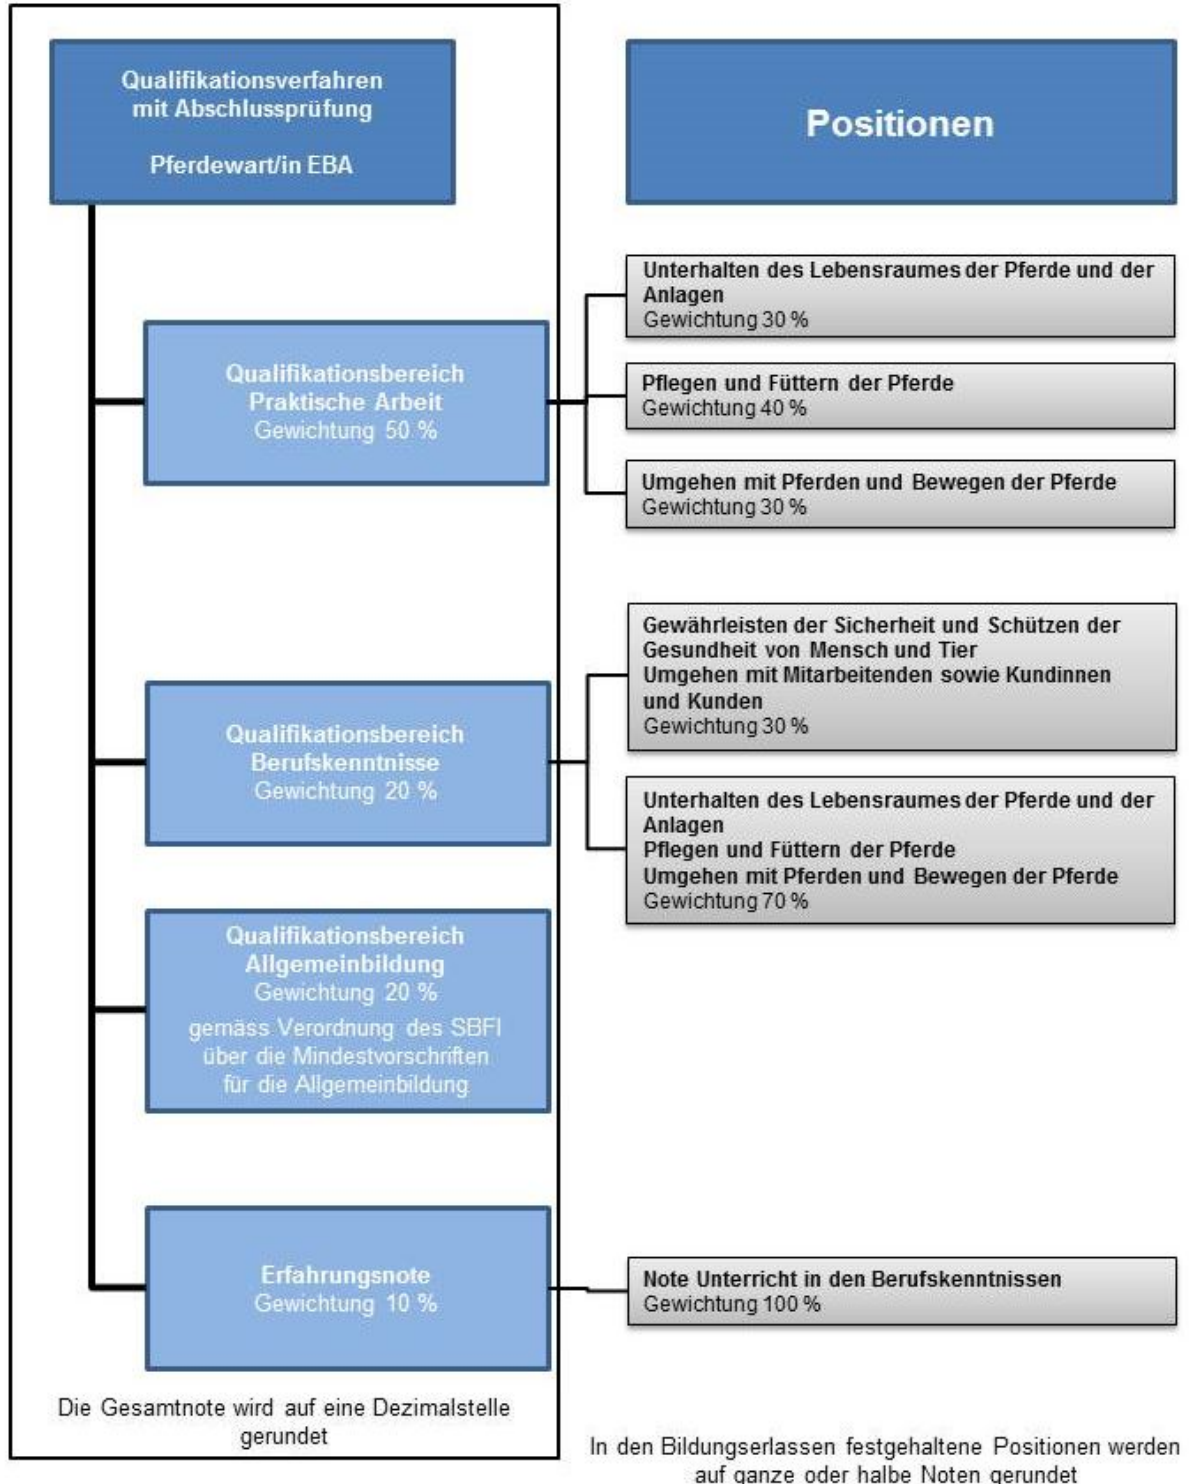 Qualifikationsverfahren
mit Abschlussprüfung
Pferdewart/in EBA
Positionen
Qualifikationsbereich
Praktische Arbeit
Gewichtung 50 %
Unterhalten des Lebensraumes der Pferde und der
Anlagen
Gewichtung 30 %
Pflegen und Füttern der Pferde
Gewichtung 40 %
Umgehen mit Pferden und Bewegen der Pferde
Gewichtung 30 %
Qualifikationsbereich
Berufskenntnisse
Gewichtung 20 %
Gewährleisten der Sicherheit und Schützen der
Gesundheit von Mensch und Tier
Umgehen mit Mitarbeitenden sowie Kundinnen
und Kunden
Gewichtung 30 %
Unterhalten des Lebensraumes der Pferde und der
Anlagen
Pflegen und Füttern der Pferde
Umgehen mit Pferden und Bewegen der Pferde
Gewichtung 70 %
Qualifikationsbereich
Allgemeinbildung
Gewichtung 20 %
gemäss Verordnung des SBFI
über die Mindestvorschriften
für die Allgemeinbildung
Erfahrungsnote
Gewichtung 10 %
Note Unterricht in den Berufskenntnissen
Gewichtung 100 %
Die Gesamtnote wird auf eine Dezimalstelle
gerundet
In den Bildungserlassen festgehaltene Positionen werden
auf ganze oder halbe Noten gerundet